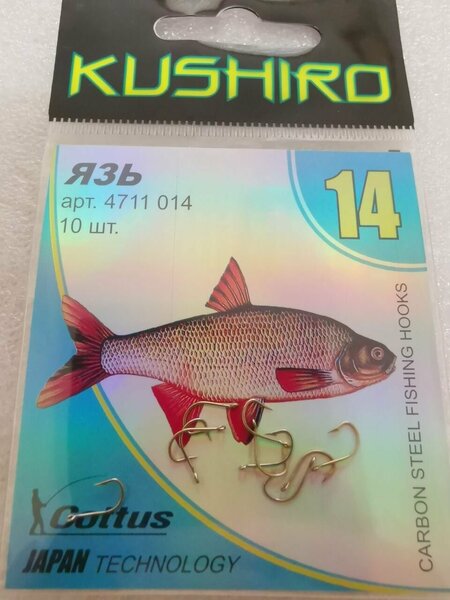 KUSHIRO
ЯЗЬ
арт. 4711 014
10 шт.
14
CARBON STEEL FISHING HOOKS
Cottus
JAPAN TECHNOLOGY